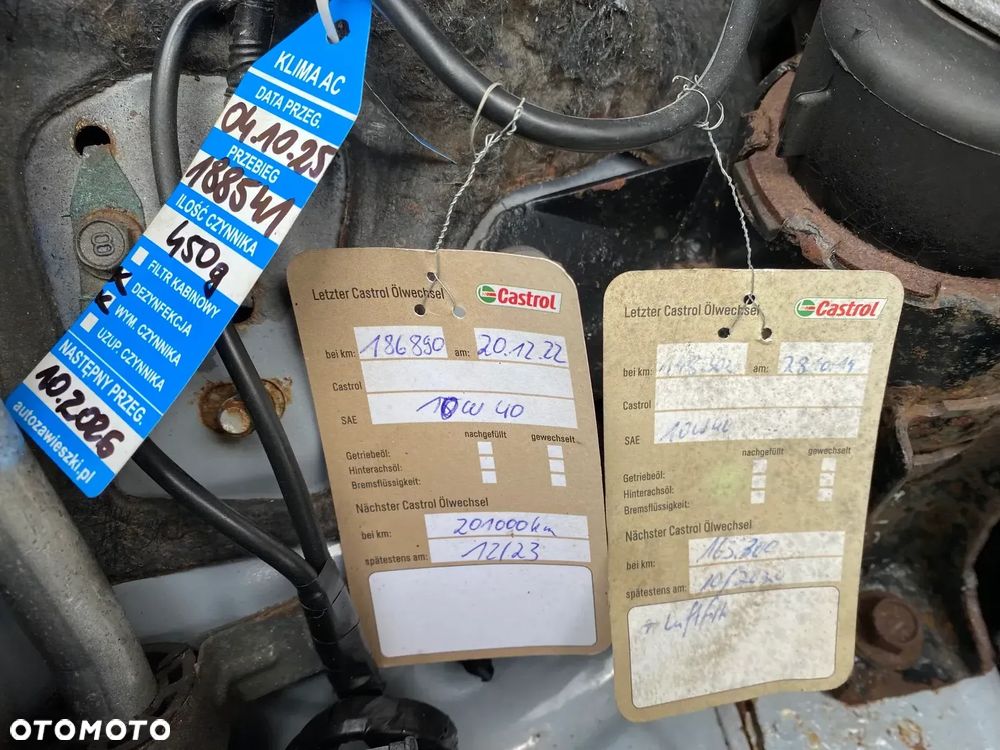 KLIMA AC
DATA PRZEG.
04.10.25
PRZEBIEG
188541
ILOŚĆ CZYNNIKA
450g
FILTR KABINOWY
DEZYNFEKCJA
WYM. CZYNNIKA
UZUP. CZYNNIKA
NASTĘPNY PRZEG.
10.2026
autozawieszki.pl
Letzter Castrol Ölwechsel Castrol
bei km: 186890 am: 20.12.22
Castrol
SAE 10W 40
nachgefüllt gewechselt
Getriebeöl:
Hinterachsöl:
Bremsflüssigkeit:
Nächster Castrol Ölwechsel
bei km: 201000km
spätestens am: 12/23
Letzter Castrol Ölwechsel Castrol
bei km: am:
Castrol
SAE 10W40
nachgefüllt gewechselt
Getriebeöl:
Hinterachsöl:
Bremsflüssigkeit:
Nächster Castrol Ölwechsel
bei km:
spätestens am: 10/2020
+ Luftfilt
OTOMOTO